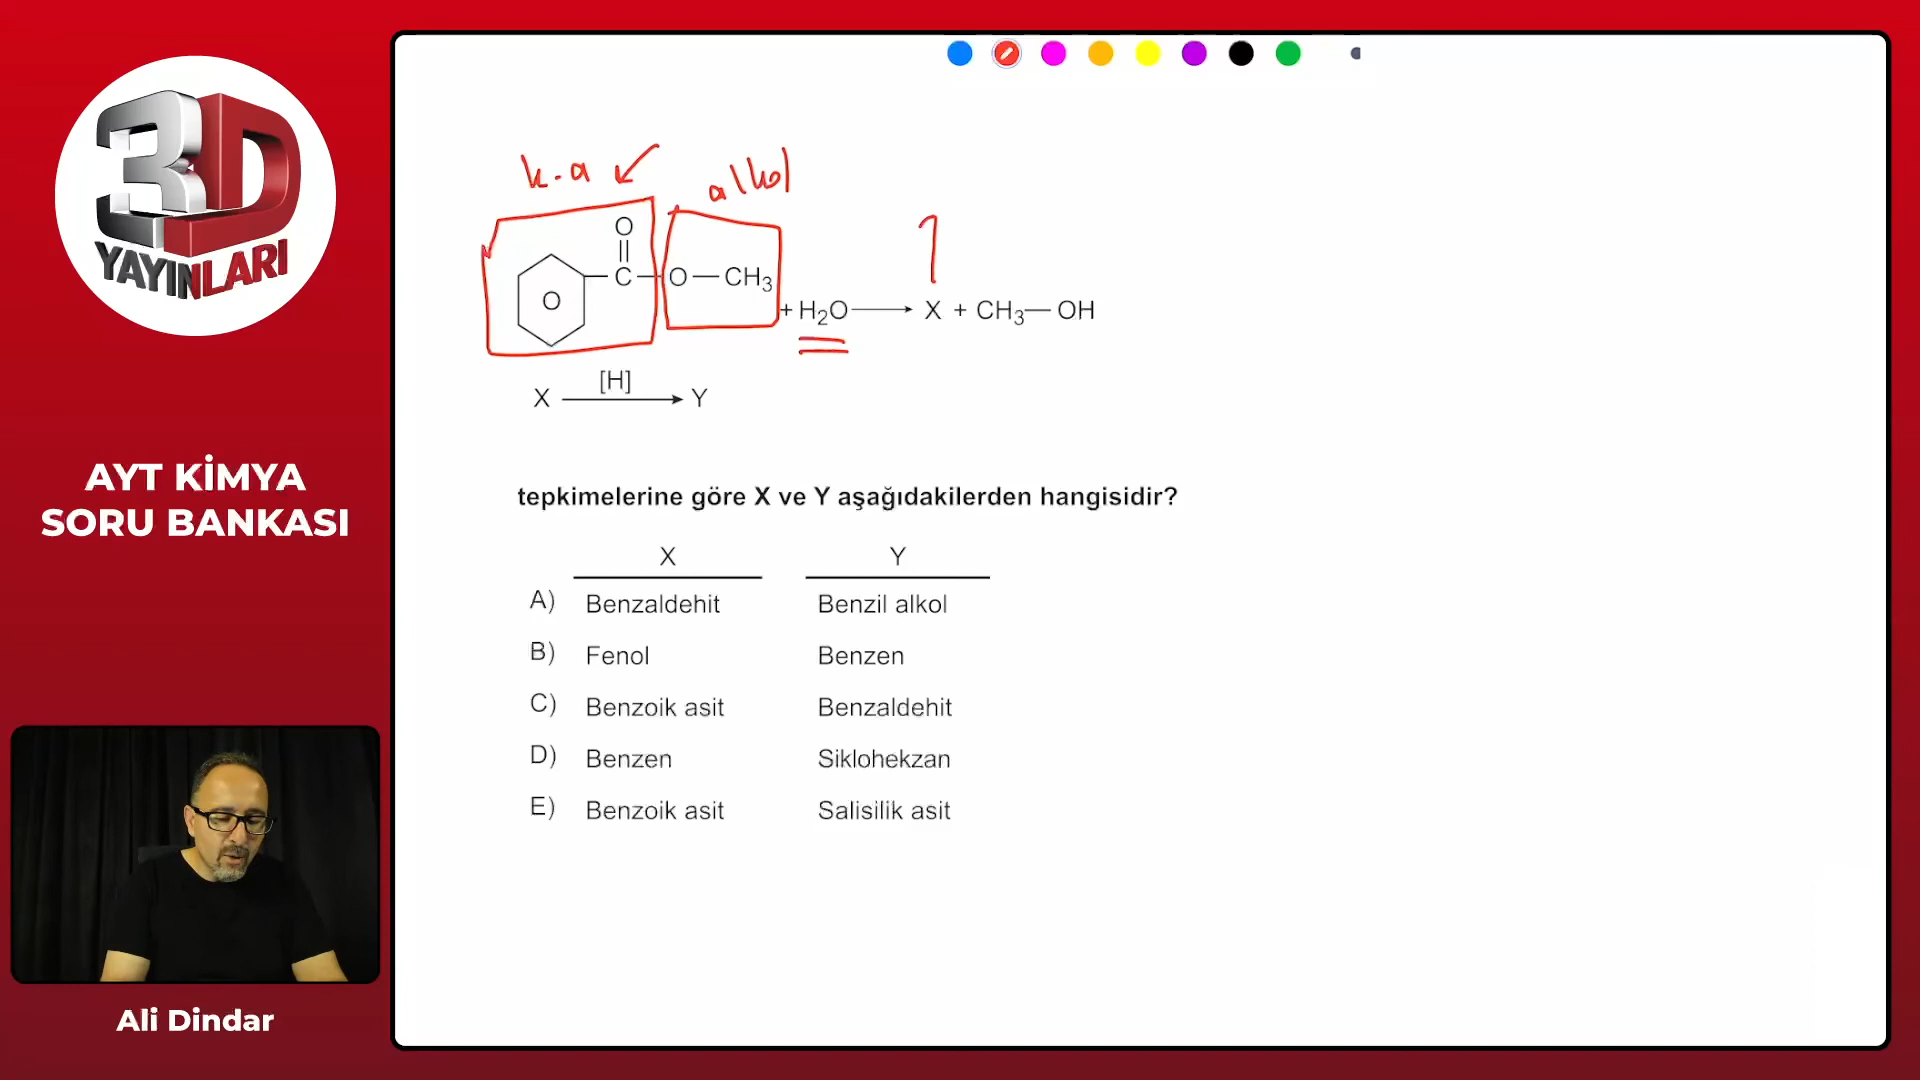 3D
YAYINLARI
AYT KİMYA
SORU BANKASI
Ali Dindar
k.a
alkol
O
C
O
CH3
O
+ H2O → X + CH3— OH
[H]
X → Y
tepkimelerine göre X ve Y aşağıdakilerden hangisidir?
X Y
A) Benzaldehit Benzil alkol
B) Fenol Benzen
C) Benzoik asit Benzaldehit
D) Benzen Siklohekzan
E) Benzoik asit Salisilik asit